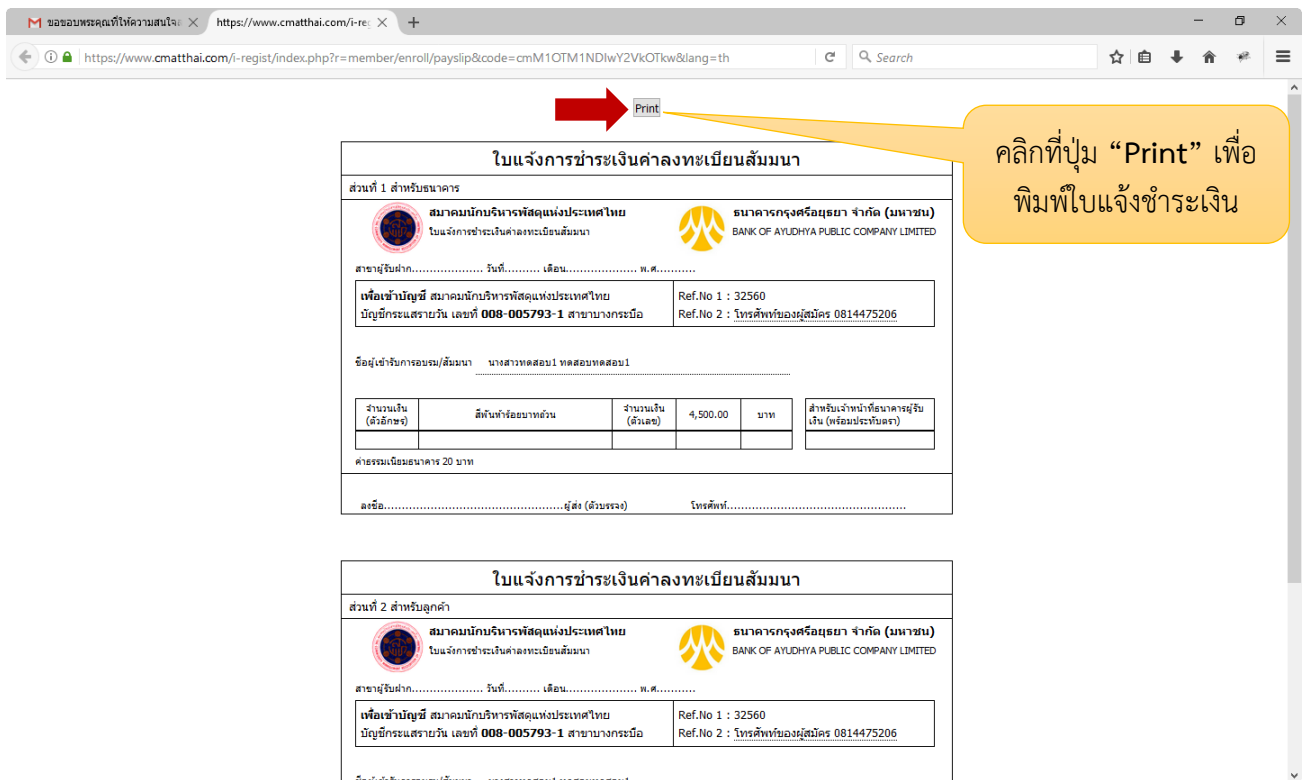 ขอขอบพระคุณที่ให้ความสนใจ
https://www.cmatthai.com/i-reg
https://www.cmatthai.com/i-regist/index.php?r=member/enroll/payslip&code=cmM1OTM1NDIwY2VkOTkw&lang=th
Search
Print
คลิกที่ปุ่ม “Print” เพื่อ
พิมพ์ใบแจ้งชำระเงิน
ใบแจ้งการชำระเงินค่าลงทะเบียนสัมมนา
ส่วนที่ 1 สำหรับธนาคาร
สมาคมนักบริหารพัสดุแห่งประเทศไทย
ใบแจ้งการชำระเงินค่าลงทะเบียนสัมมนา
ธนาคารกรุงศรีอยุธยา จำกัด (มหาชน)
BANK OF AYUDHYA PUBLIC COMPANY LIMITED
สาขาผู้รับฝาก.................... วันที่.......... เดือน.................... พ.ศ...........
เพื่อเข้าบัญชี สมาคมนักบริหารพัสดุแห่งประเทศไทย
บัญชีกระแสรายวัน เลขที่ 008-005793-1 สาขาบางกระบือ
Ref.No 1 : 32560
Ref.No 2 : โทรศัพท์ของผู้สมัคร 0814475206
ชื่อผู้เข้ารับการอบรม/สัมมนา นางสาวทดสอบ1 ทดสอบทดสอบ1
จำนวนเงิน
(ตัวอักษร)
สี่พันห้าร้อยบาทถ้วน
จำนวนเงิน
(ตัวเลข)
4,500.00
บาท
สำหรับเจ้าหน้าที่ธนาคารผู้รับ
เงิน (พร้อมประทับตรา)
ค่าธรรมเนียมธนาคาร 20 บาท
ลงชื่อ..................................................ผู้ส่ง (ตัวบรรจง)
โทรศัพท์..................................................
ใบแจ้งการชำระเงินค่าลงทะเบียนสัมมนา
ส่วนที่ 2 สำหรับลูกค้า
สมาคมนักบริหารพัสดุแห่งประเทศไทย
ใบแจ้งการชำระเงินค่าลงทะเบียนสัมมนา
ธนาคารกรุงศรีอยุธยา จำกัด (มหาชน)
BANK OF AYUDHYA PUBLIC COMPANY LIMITED
สาขาผู้รับฝาก.................... วันที่.......... เดือน.................... พ.ศ...........
เพื่อเข้าบัญชี สมาคมนักบริหารพัสดุแห่งประเทศไทย
บัญชีกระแสรายวัน เลขที่ 008-005793-1 สาขาบางกระบือ
Ref.No 1 : 32560
Ref.No 2 : โทรศัพท์ของผู้สมัคร 0814475206